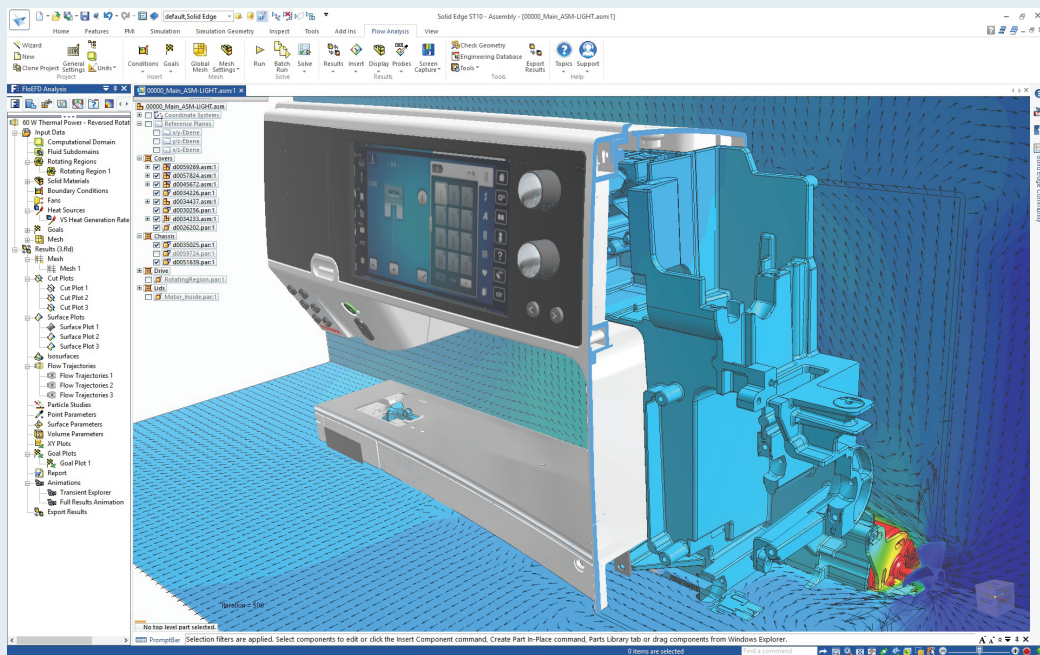 default,Solid Edge
Solid Edge ST10 - Assembly - [00000_Main_ASM-LIGHT.asm:1]
Home Features PMI Simulation Simulation Geometry Inspect Tools Add Ins Flow Analysis View
Wizard
New
Clone Project
General Settings
Units
Project
Conditions Goals
Insert
Global Mesh
Mesh Settings
Mesh
Run
Batch Run
Solve
Solve
Results Insert Display Probes
Screen Capture
Results
Check Geometry
Engineering Database
Tools
Tools
Export Results
Topics Support
Help
FloEFD Analysis
00000_Main_ASM-LIGHT.asm:1
60 W Thermal Power - Reversed Rotat
Input Data
Computational Domain
Fluid Subdomains
Rotating Regions
Rotating Region 1
Solid Materials
Boundary Conditions
Fans
Heat Sources
VS Heat Generation Rate
Goals
Mesh
Results (3.fld)
Mesh
Mesh 1
Cut Plots
Cut Plot 1
Cut Plot 2
Cut Plot 3
Surface Plots
Surface Plot 1
Surface Plot 2
Surface Plot 3
Isosurfaces
Flow Trajectories
Flow Trajectories 1
Flow Trajectories 2
Flow Trajectories 3
Particle Studies
Point Parameters
Surface Parameters
Volume Parameters
XY Plots
Goal Plots
Goal Plot 1
Report
Animations
Transient Explorer
Full Results Animation
Export Results
00000_Main_ASM-LIGHT.asm
Coordinate Systems
Reference Planes
x/y-Ebene
y/z-Ebene
x/z-Ebene
Covers
d0059269.asm:1
d0057824.asm:1
d0045672.asm:1
d0034226.par:1
d0034437.asm:1
d0030256.par:1
d0034233.asm:1
d0026202.par:1
Chassis
d0035025.par:1
d0059724.par:1
d0051639.par:1
Drive
RotatingRegion.par:1
Lids
Motor_Inside.par:1
Solid Edge Community
Iteration = 500
No top level part selected.
PromptBar
Selection filters are applied. Select components to edit or click the Insert Component command, Create Part In-Place command, Parts Library tab or drag components from Windows Explorer.
0 items are selected
Find a command